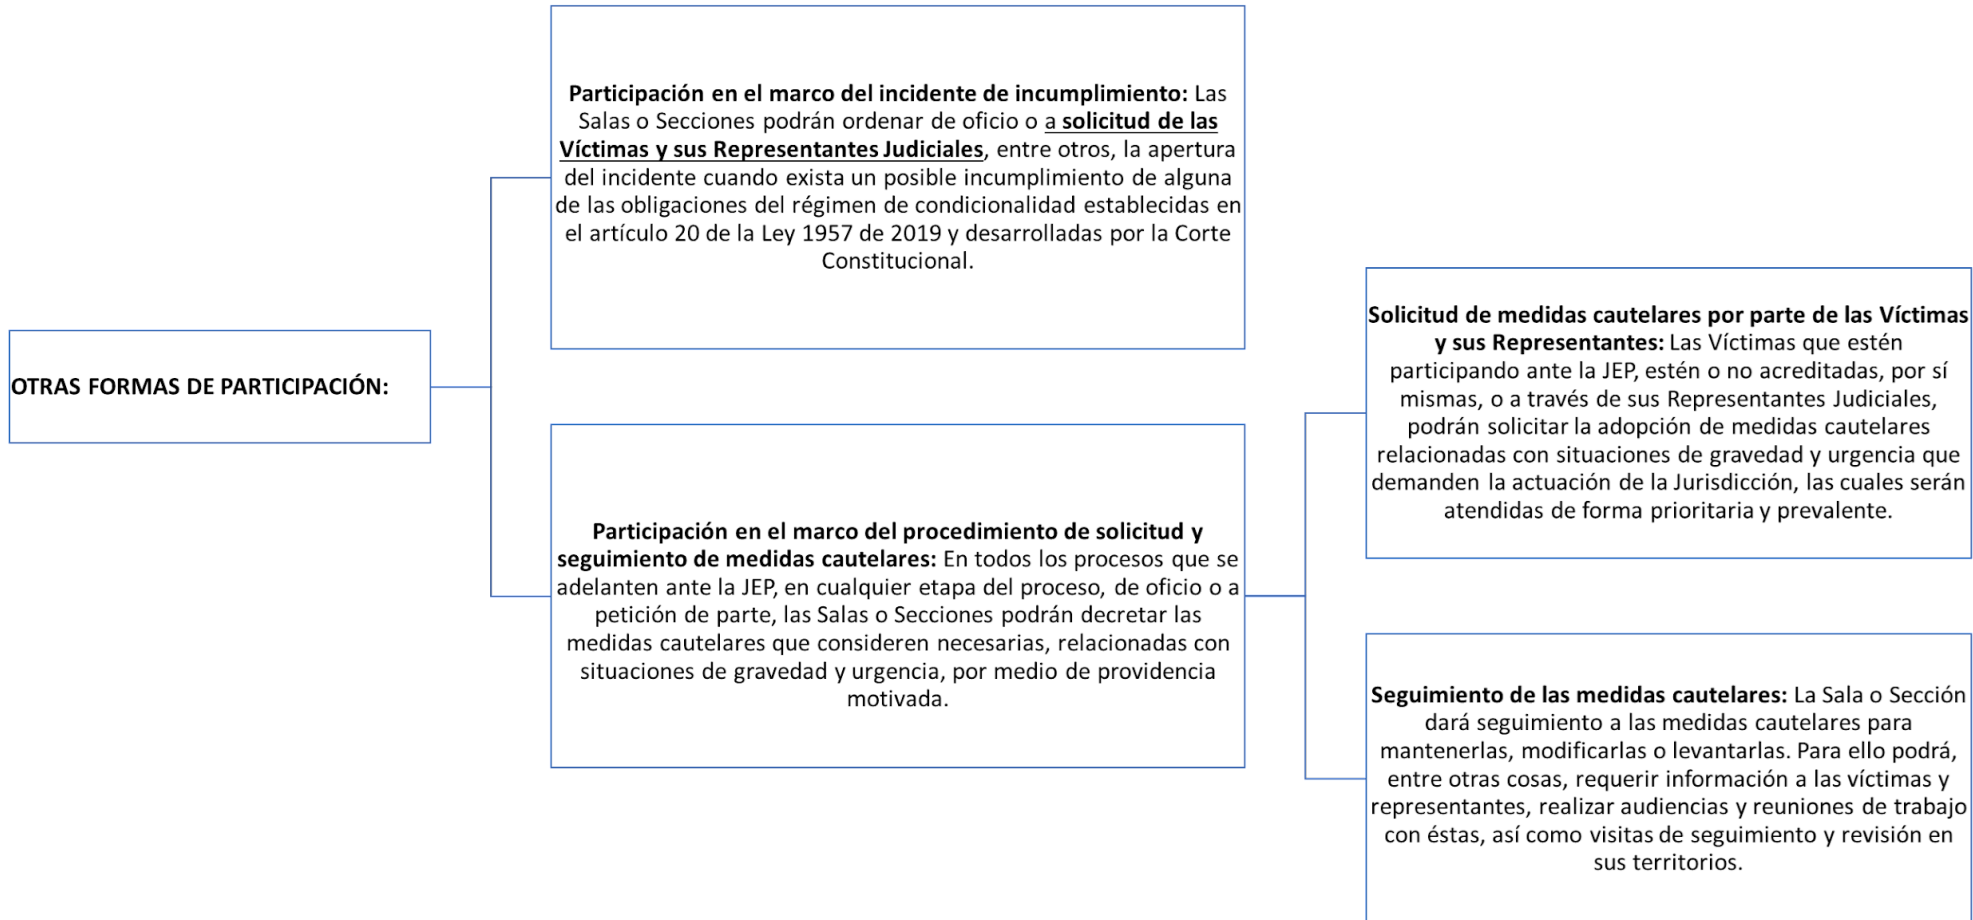 OTRAS FORMAS DE PARTICIPACIÓN:
Participación en el marco del incidente de incumplimiento: Las
Salas o Secciones podrán ordenar de oficio o a solicitud de las
Víctimas y sus Representantes Judiciales, entre otros, la apertura
del incidente cuando exista un posible incumplimiento de alguna
de las obligaciones del régimen de condicionalidad establecidas en
el artículo 20 de la Ley 1957 de 2019 y desarrolladas por la Corte
Constitucional.
Participación en el marco del procedimiento de solicitud y
seguimiento de medidas cautelares: En todos los procesos que se
adelanten ante la JEP, en cualquier etapa del proceso, de oficio o a
petición de parte, las Salas o Secciones podrán decretar las
medidas cautelares que consideren necesarias, relacionadas con
situaciones de gravedad y urgencia, por medio de providencia
motivada.
Solicitud de medidas cautelares por parte de las Víctimas
y sus Representantes: Las Víctimas que estén
participando ante la JEP, estén o no acreditadas, por sí
mismas, o a través de sus Representantes Judiciales,
podrán solicitar la adopción de medidas cautelares
relacionadas con situaciones de gravedad y urgencia que
demanden la actuación de la Jurisdicción, las cuales serán
atendidas de forma prioritaria y prevalente.
Seguimiento de las medidas cautelares: La Sala o Sección
dará seguimiento a las medidas cautelares para
mantenerlas, modificarlas o levantarlas. Para ello podrá,
entre otras cosas, requerir información a las víctimas y
representantes, realizar audiencias y reuniones de trabajo
con éstas, así como visitas de seguimiento y revisión en
sus territorios.